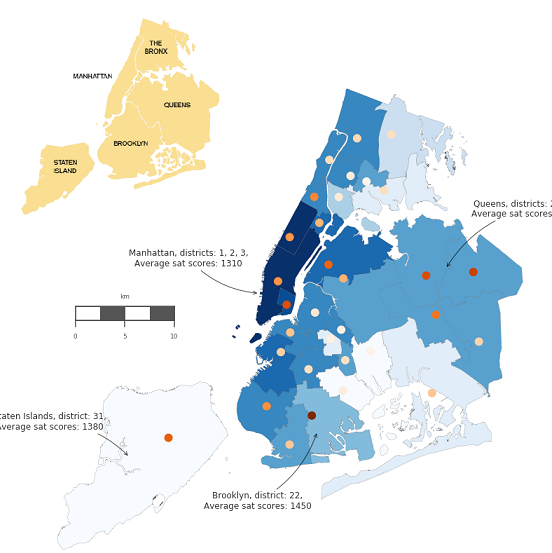 THE
BRONX
MANHATTAN
QUEENS
BROOKLYN
STATEN
ISLAND
Queens, districts: 2
Average sat scores
Manhattan, districts: 1, 2, 3,
Average sat scores: 1310
km
0 5 10
taten Islands, district: 31,
verage sat scores: 1380
Brooklyn, district: 22,
Average sat scores: 1450